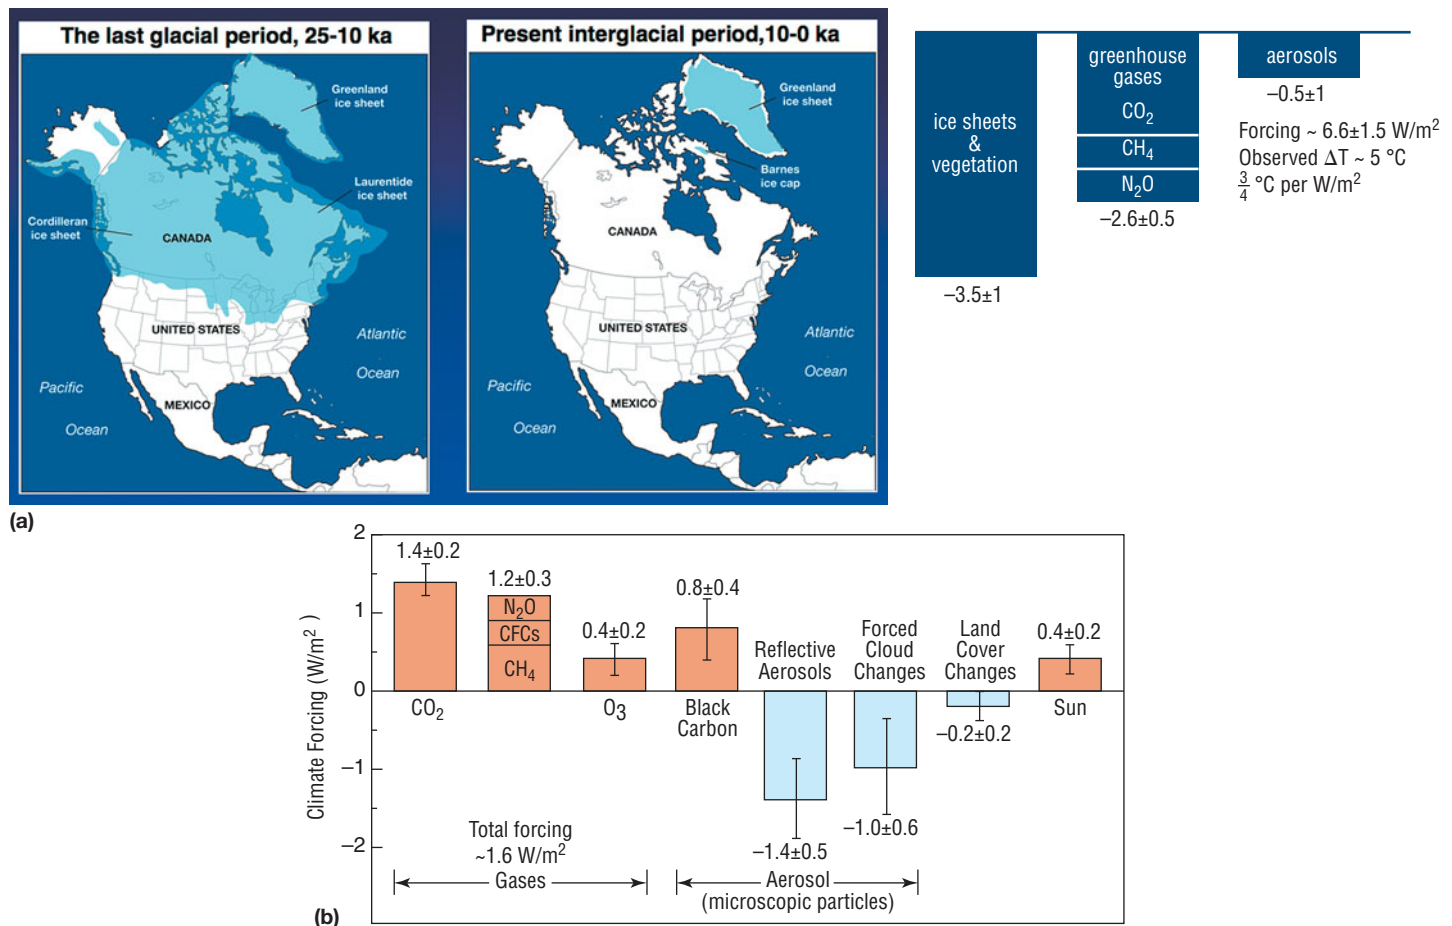 The last glacial period, 25-10 ka
Greenland
ice sheet
Laurentide
ice sheet
Cordilleran
ice sheet
CANADA
UNITED STATES
Atlantic
Ocean
Pacific
Ocean
MEXICO
Present interglacial period,10-0 ka
Greenland
ice sheet
Barnes
ice cap
CANADA
UNITED STATES
Atlantic
Ocean
Pacific
Ocean
MEXICO
ice sheets
&
vegetation
−3.5±1
greenhouse
gases
CO₂
CH₄
N₂O
−2.6±0.5
aerosols
−0.5±1
Forcing ~ 6.6±1.5 W/m²
Observed ΔT ~ 5 °C
¾ °C per W/m²
(a)
Climate Forcing (W/m² )
2
1
0
−1
−2
1.4±0.2
CO₂
1.2±0.3
N₂O
CFCs
CH₄
0.4±0.2
O₃
0.8±0.4
Black
Carbon
Reflective
Aerosols
−1.4±0.5
Forced
Cloud
Changes
−1.0±0.6
Land
Cover
Changes
−0.2±0.2
0.4±0.2
Sun
Total forcing
~1.6 W/m²
Gases
Aerosol
(microscopic particles)
(b)